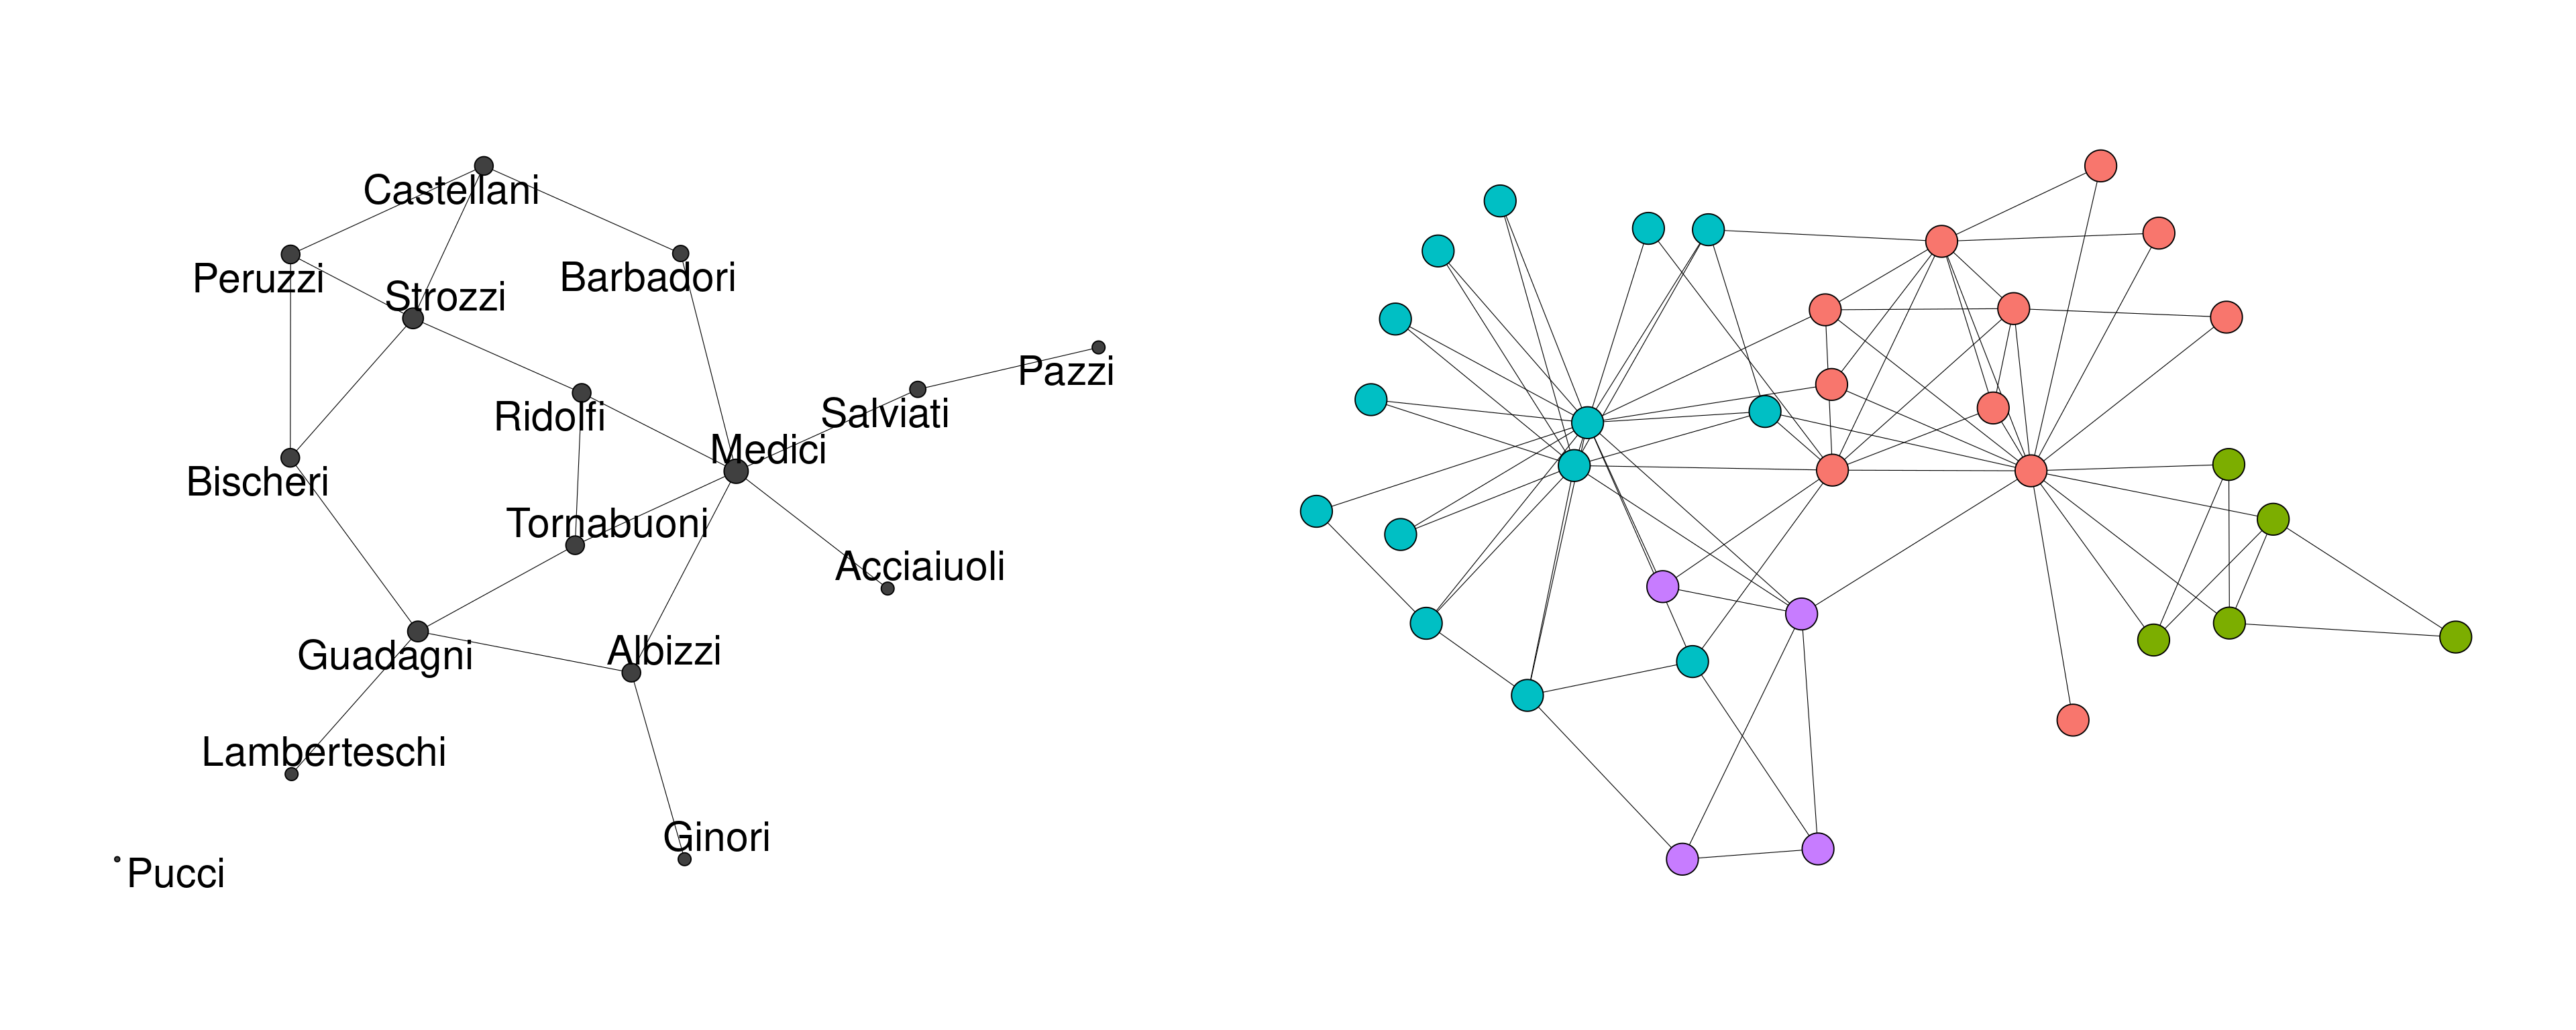 Castellani
Peruzzi
Strozzi
Barbadori
Pazzi
Ridolfi
Salviati
Medici
Bischeri
Tornabuoni
Acciaiuoli
Guadagni
Albizzi
Lamberteschi
Ginori
Pucci